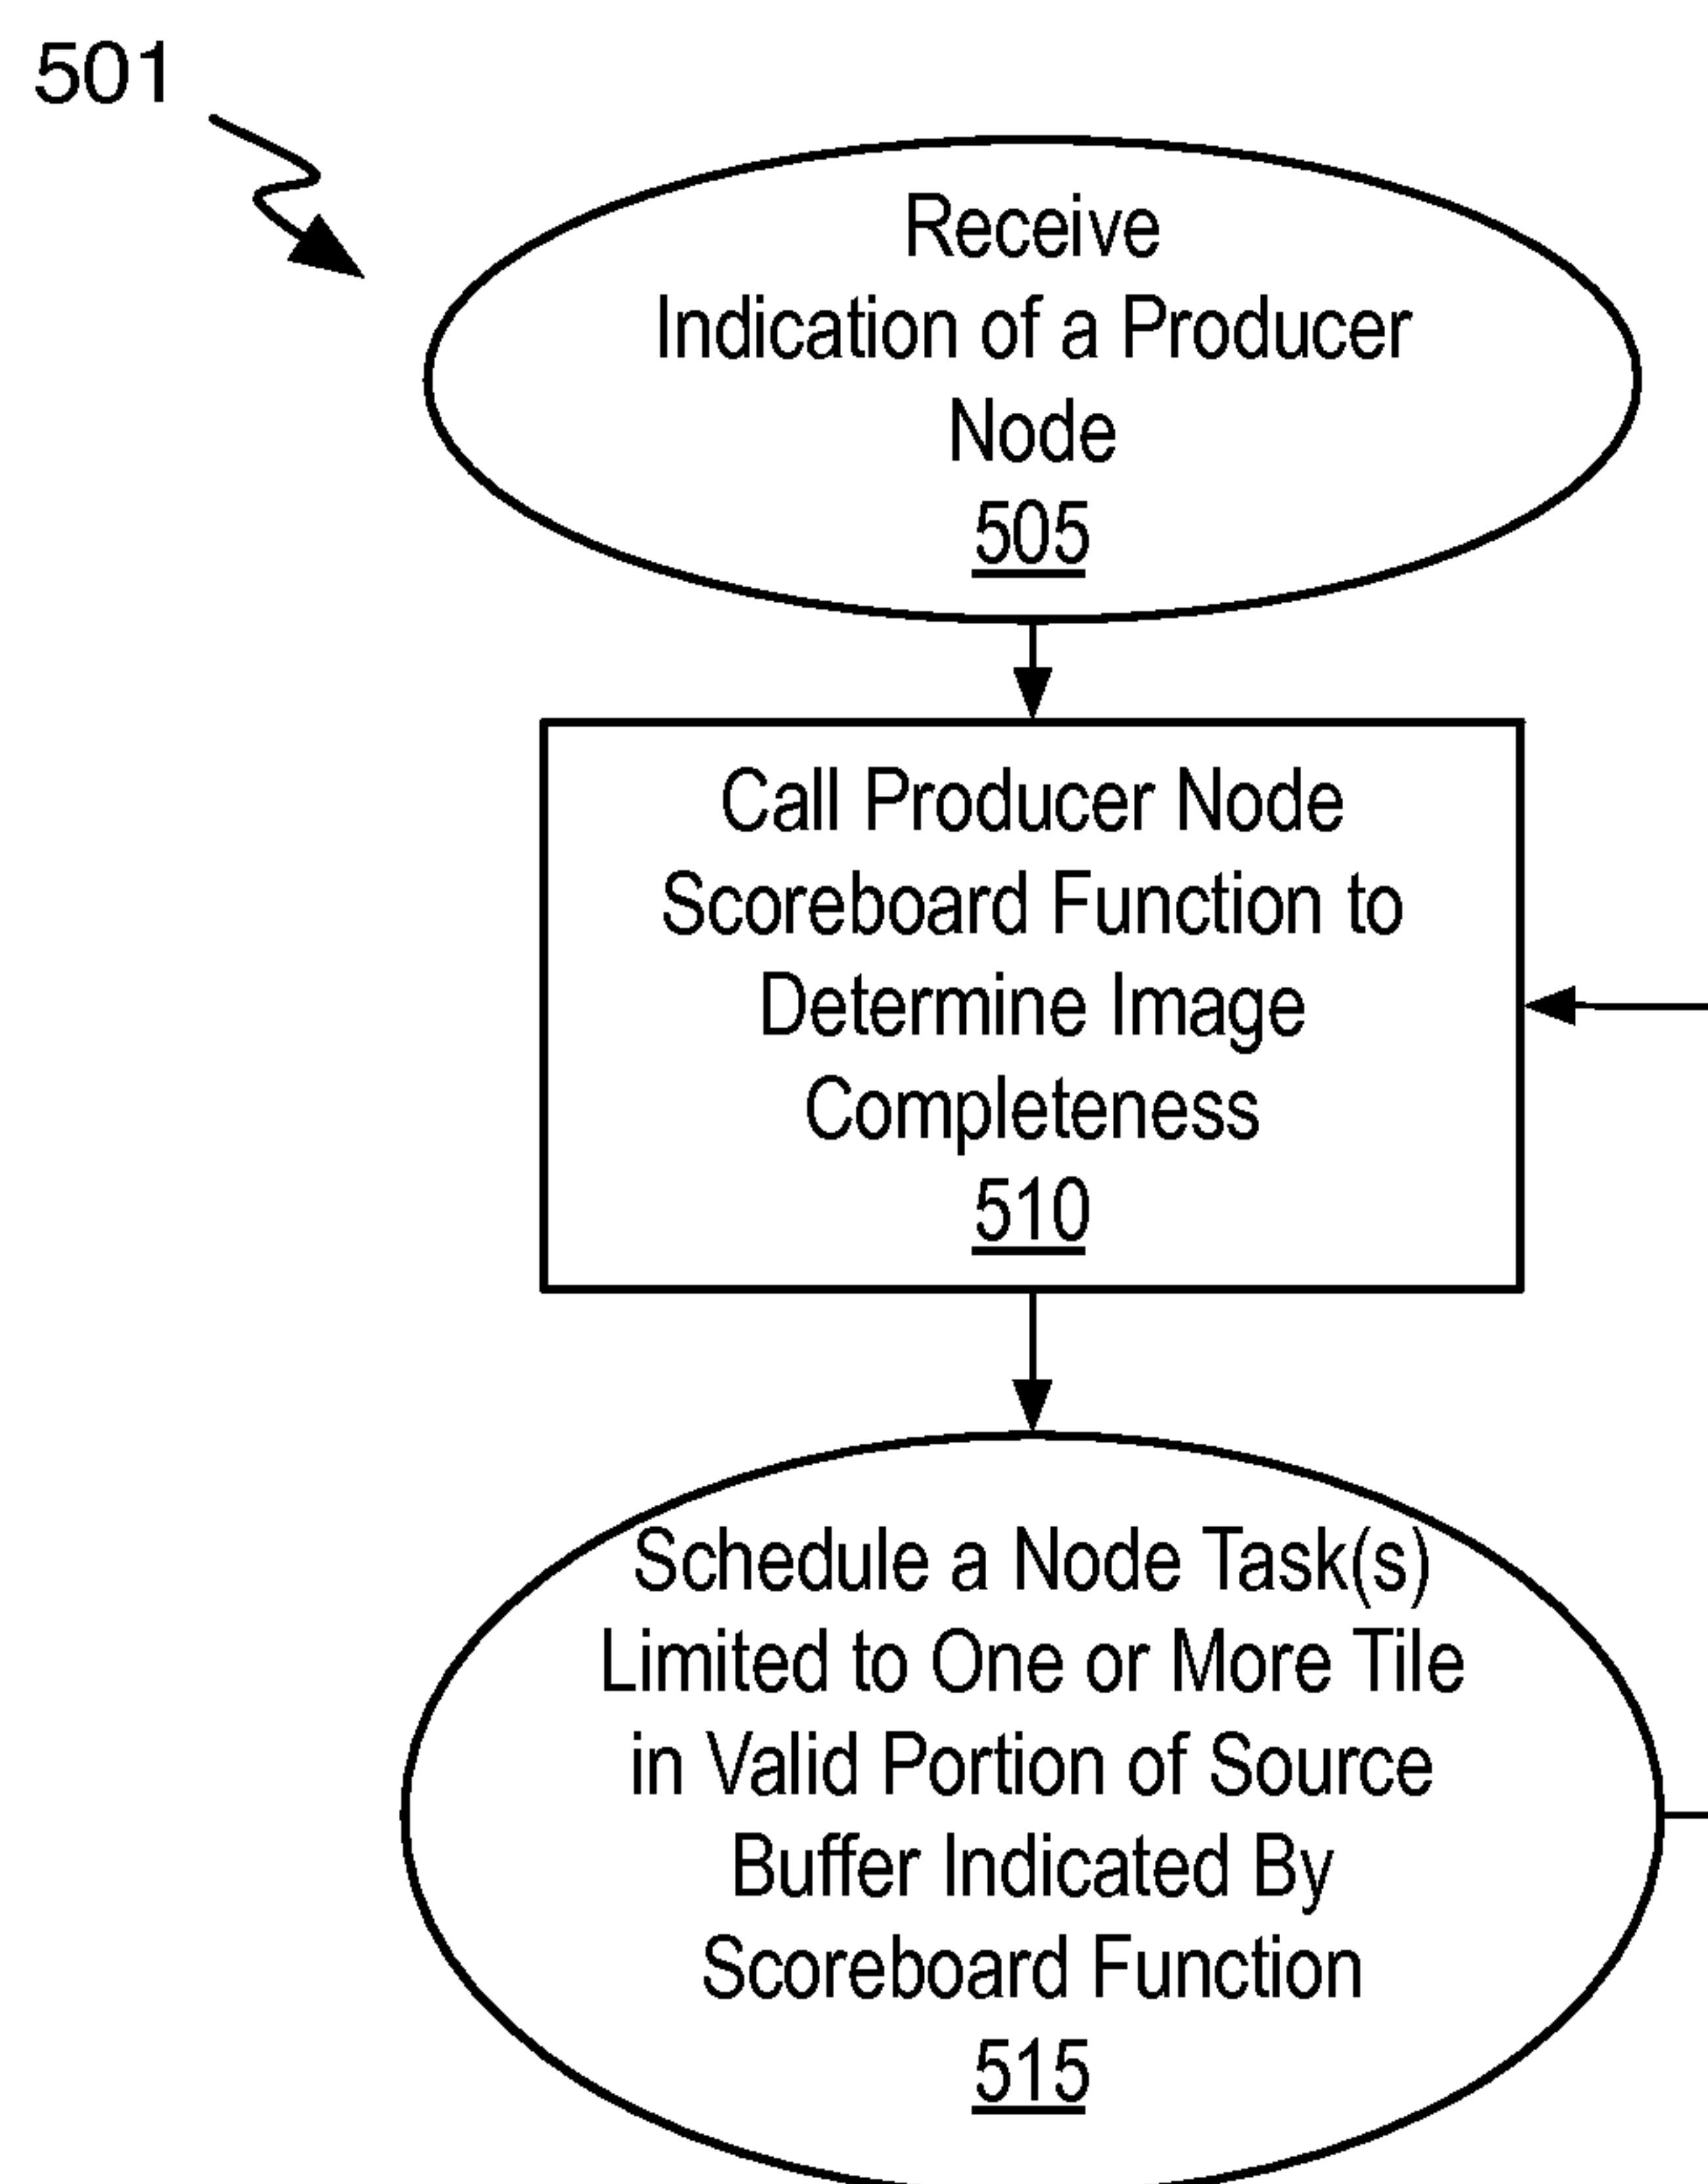 501
Receive
Indication of a Producer
Node
505
Call Producer Node
Scoreboard Function to
Determine Image
Completeness
510
Schedule a Node Task(s)
Limited to One or More Tile
in Valid Portion of Source
Buffer Indicated By
Scoreboard Function
515